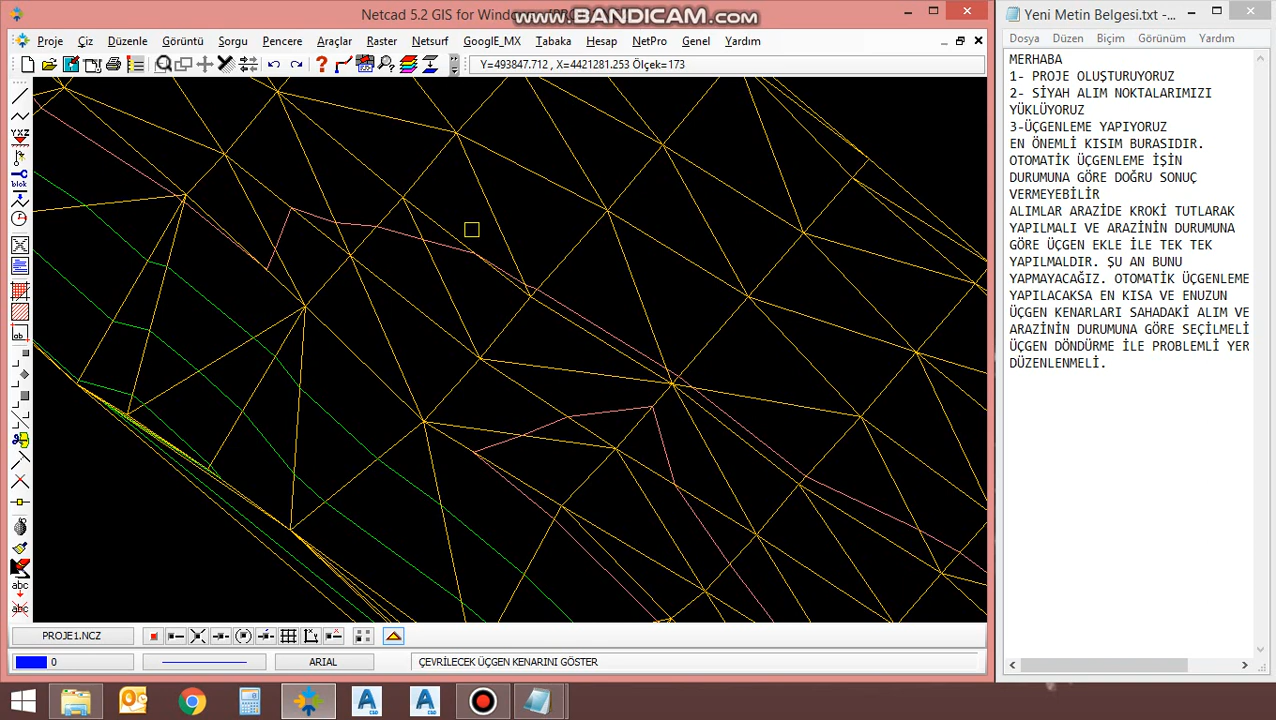 Netcad 5.2 GIS for Windo
www.BANDICAM.com
Yeni Metin Belgesi.txt -...
Proje Çiz Düzenle Görüntü Sorgu Pencere Araçlar Raster Netsurf GooglE_MX Tabaka Hesap NetPro Genel Yardım
Dosya Düzen Biçim Görünüm Yardım
Y=493847.712 , X=4421281.253 Ölçek=173
YXZ
blok
ab
abc
abc
MERHABA
1- PROJE OLUŞTURUYORUZ
2- SİYAH ALIM NOKTALARIMIZI
YÜKLÜYORUZ
3-ÜÇGENLEME YAPIYORUZ
EN ÖNEMLİ KISIM BURASIDIR.
OTOMATİK ÜÇGENLEME İŞİN
DURUMUNA GÖRE DOĞRU SONUÇ
VERMEYEBİLİR
ALIMLAR ARAZİDE KROKİ TUTLARAK
YAPILMALI VE ARAZİNİN DURUMUNA
GÖRE ÜÇGEN EKLE İLE TEK TEK
YAPILMALDIR. ŞU AN BUNU
YAPMAYACAĞIZ. OTOMATİK ÜÇGENLEME
YAPILACAKSA EN KISA VE ENUZUN
ÜÇGEN KENARLARI SAHADAKİ ALIM VE
ARAZİNİN DURUMUNA GÖRE SEÇİLMELİ
ÜÇGEN DÖNDÜRME İLE PROBLEMLİ YER
DÜZENLENMELİ.
PROJE1.NCZ
0
ARIAL
ÇEVRİLECEK ÜÇGEN KENARINI GÖSTER